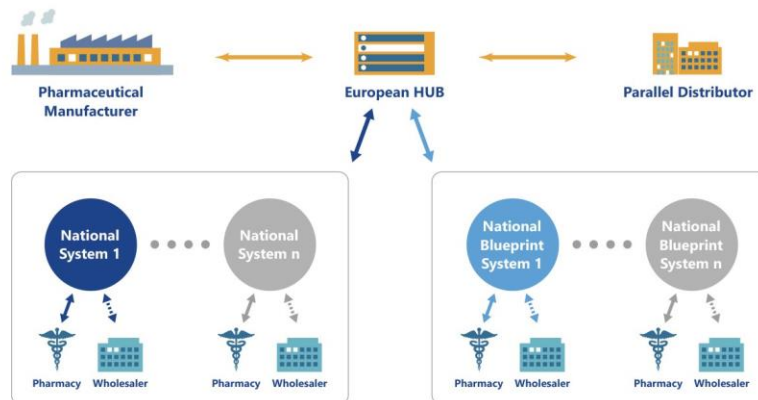 Pharmaceutical
Manufacturer
European HUB
Parallel Distributor
National
System 1
National
System n
National
Blueprint
System 1
National
Blueprint
System n
Pharmacy
Wholesaler
Pharmacy
Wholesaler
Pharmacy
Wholesaler
Pharmacy
Wholesaler